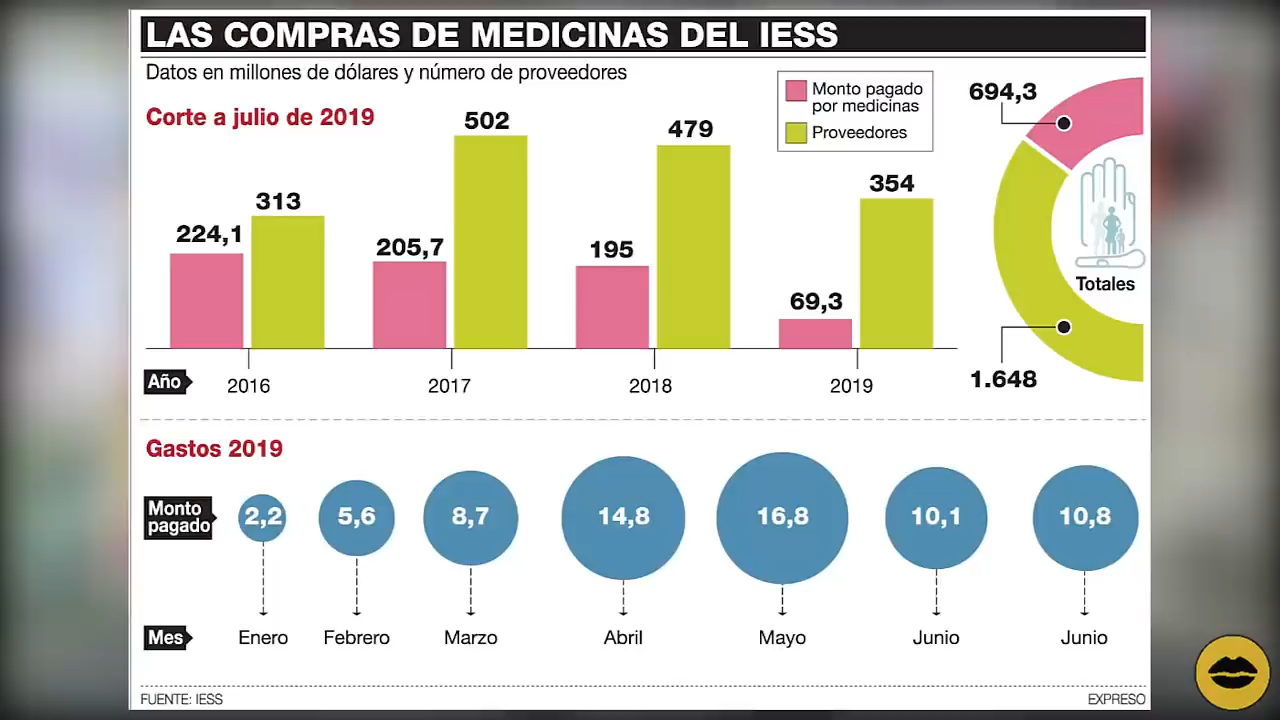 LAS COMPRAS DE MEDICINAS DEL IESS
Datos en millones de dólares y número de proveedores
Corte a julio de 2019
Monto pagado
por medicinas
Proveedores
694,3
224,1
313
205,7
502
195
479
69,3
354
Totales
1.648
Año
2016
2017
2018
2019
Gastos 2019
Monto
pagado
2,2
5,6
8,7
14,8
16,8
10,1
10,8
Mes
Enero
Febrero
Marzo
Abril
Mayo
Junio
Junio
FUENTE: IESS
EXPRESO